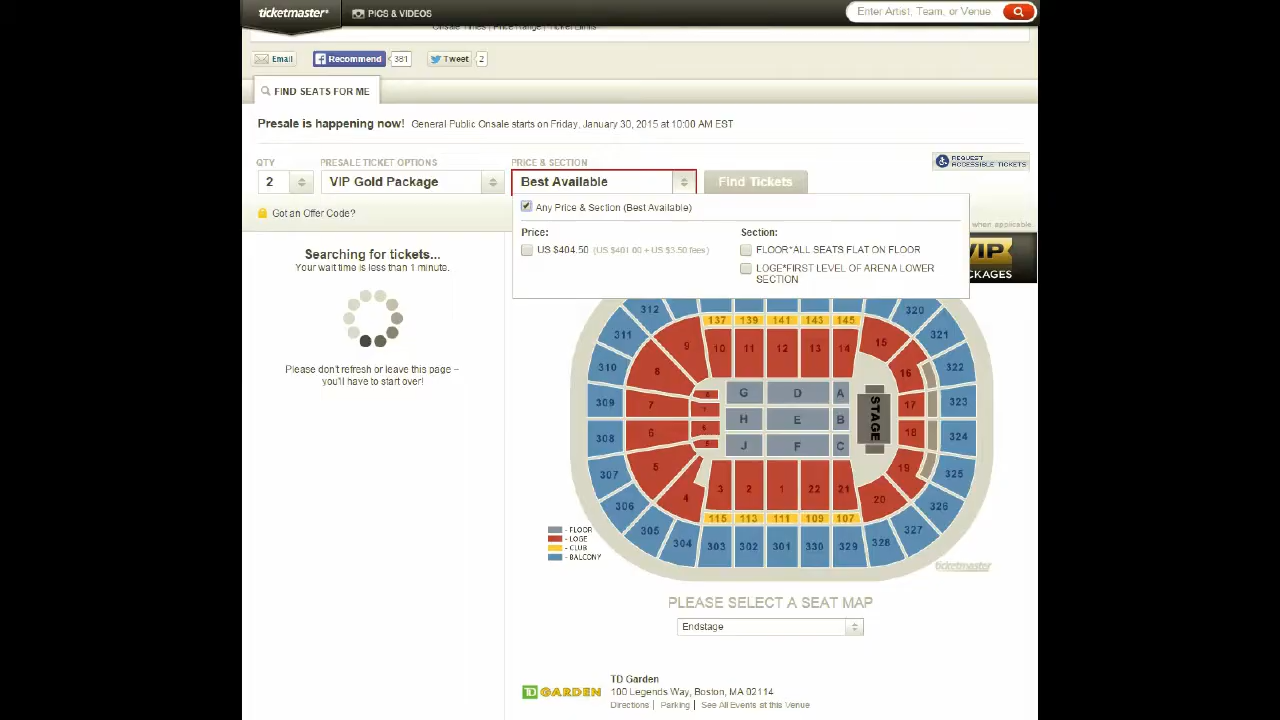 ticketmaster®
PICS & VIDEOS
Enter Artist, Team, or Venue
Onsale Times | Price Range | Ticket Limits
Email
Recommend
381
Tweet
2
FIND SEATS FOR ME
Presale is happening now! General Public Onsale starts on Friday, January 30, 2015 at 10:00 AM EST
QTY
PRESALE TICKET OPTIONS
PRICE & SECTION
REQUEST
ACCESSIBLE TICKETS
2
VIP Gold Package
Best Available
Find Tickets
Got an Offer Code?
Any Price & Section (Best Available)
when applicable
Price:
Section:
US $404.50 (US $401.00 + US $3.50 fees)
FLOOR*ALL SEATS FLAT ON FLOOR
LOGE*FIRST LEVEL OF ARENA LOWER
SECTION
VIP
CKAGES
Searching for tickets...
Your wait time is less than 1 minute.
Please don't refresh or leave this page –
you'll have to start over!
312
320
311
137 139 141 143 145
321
310
9 10 11 12 13 14 15
322
8
16
309
7
G D A
STAGE
17
323
H E B
308
6
18
324
J F C
307
5
19
325
306
4 3 2 1 22 21 20
326
305
115 113 111 109 107
327
304 303 302 301 330 329 328
- FLOOR
- LOGE
- CLUB
- BALCONY
ticketmaster
PLEASE SELECT A SEAT MAP
Endstage
TD GARDEN
TD Garden
100 Legends Way, Boston, MA 02114
Directions | Parking | See All Events at this Venue